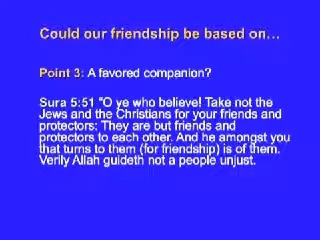 Could our friendship be based on…
Point 3: A favored companion?
Sura 5:51 "O ye who believe! Take not the
Jews and the Christians for your friends and
protectors: They are but friends and
protectors to each other. And he amongst you
that turns to them (for friendship) is of them.
Verily Allah guideth not a people unjust.